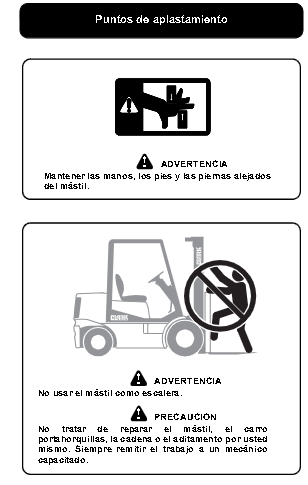 Puntos de aplastamiento
ADVERTENCIA
Mantener las manos, los pies y las piernas alejados
del mástil.
CLARK
CLARK
ADVERTENCIA
No usar el mástil como escalera.
PRECAUCION
No tratar de reparar el mástil, el carro
portahorquillas, la cadena o el aditamento por usted
mismo. Siempre remitir el trabajo a un mecánico
capacitado.